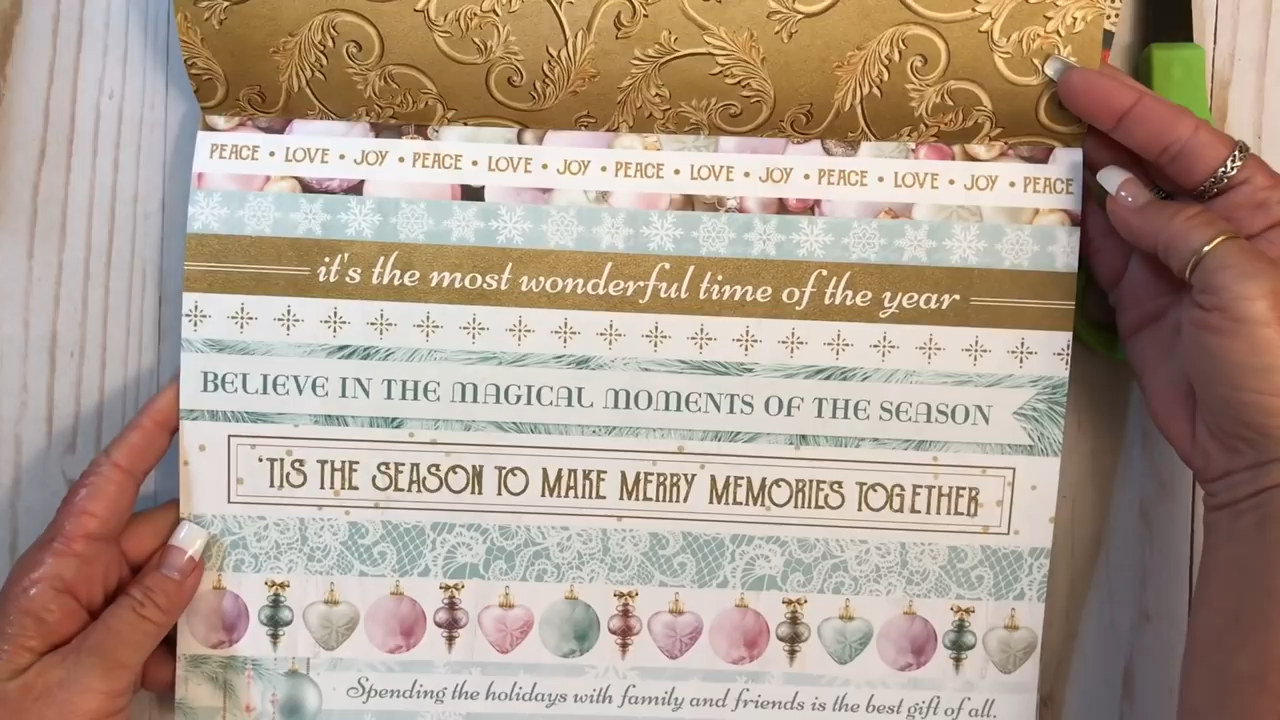 PEACE • LOVE • JOY • PEACE • LOVE • JOY • PEACE • LOVE • JOY • PEACE • LOVE • JOY • PEACE
it's the most wonderful time of the year
BELIEVE IN THE MAGICAL MOMENTS OF THE SEASON
'TIS THE SEASON TO MAKE MERRY MEMORIES TOGETHER
Spending the holidays with family and friends is the best gift of all.